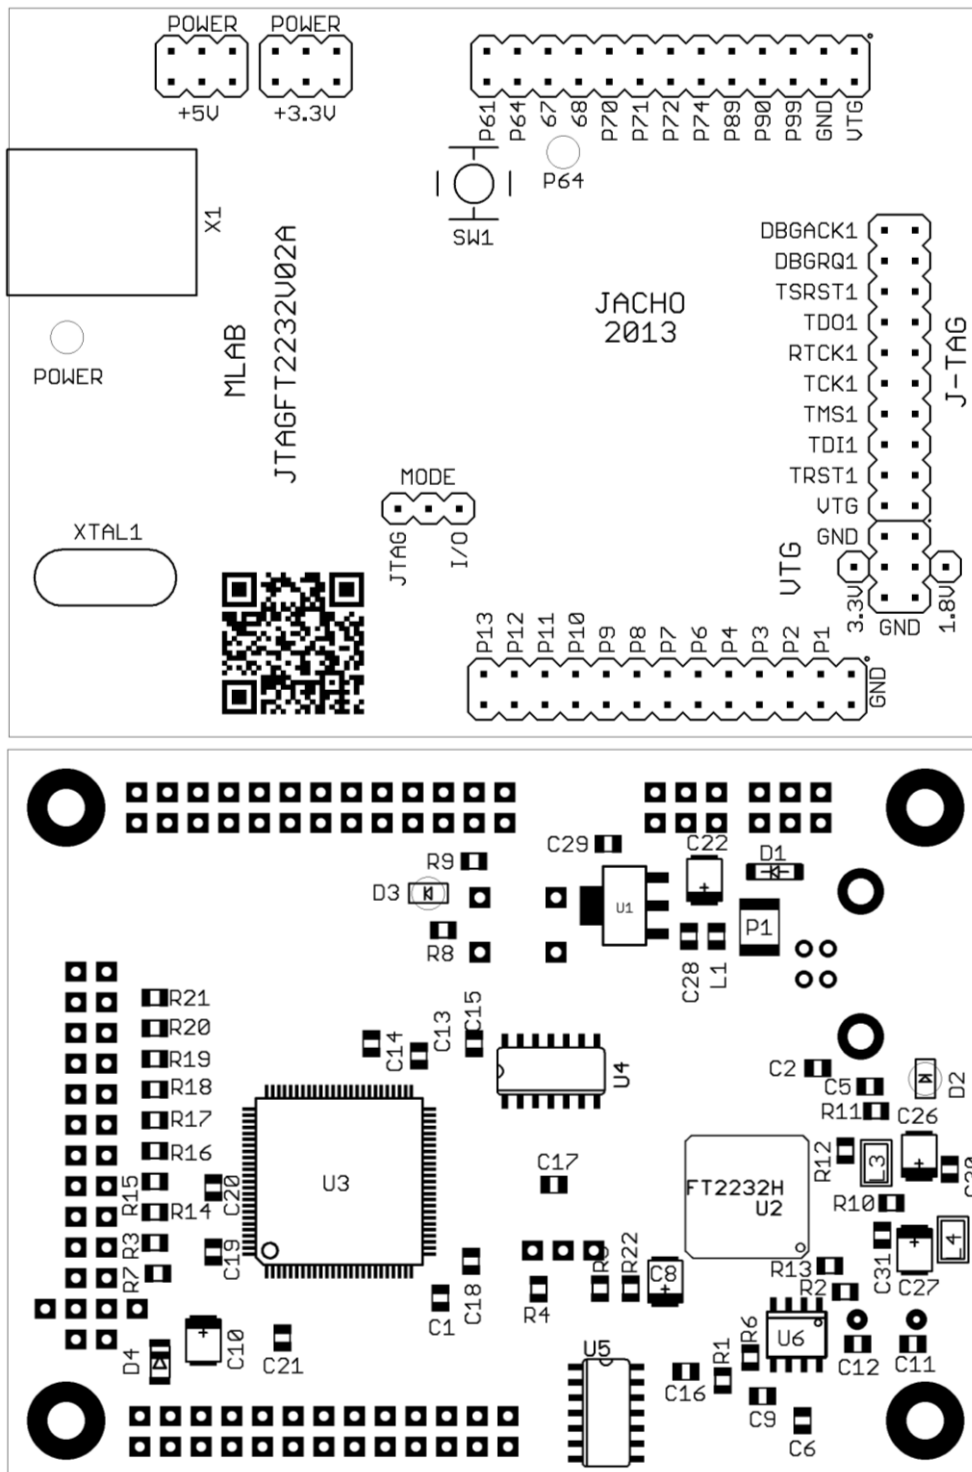 POWER
POWER
+5V
+3.3V
P61
P64
67
68
P70
P71
P72
P74
P89
P90
P99
GND
VTG
P64
SW1
X1
POWER
MLAB
JTAGFT2232V02A
JACHO
2013
DBGACK1
DBGRQ1
TSRST1
TDO1
RTCK1
TCK1
TMS1
TDI1
TRST1
VTG
GND
J-TAG
MODE
JTAG
I/O
XTAL1
VTG
3.3V
GND
1.8V
P13
P12
P11
P10
P9
P8
P7
P6
P4
P3
P2
P1
GND
C29
C22
D1
R9
D3
R8
U1
P1
C28
L1
R21
R20
R19
R18
R17
R16
R15
R14
R3
R7
C14
C13
C15
U4
C2
C5
D2
R11
C26
R12
L3
R10
U3
C20
C19
C17
FT2232H
U2
L4
C31
C27
R13
R2
C18
C1
R4
R22
C8
D4
C10
C21
U5
C16
R1
R6
U6
C12
C11
C9
C6